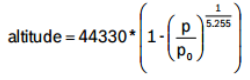 altitude = 44330 * (1 - (p / p₀)^(1 / 5.255))